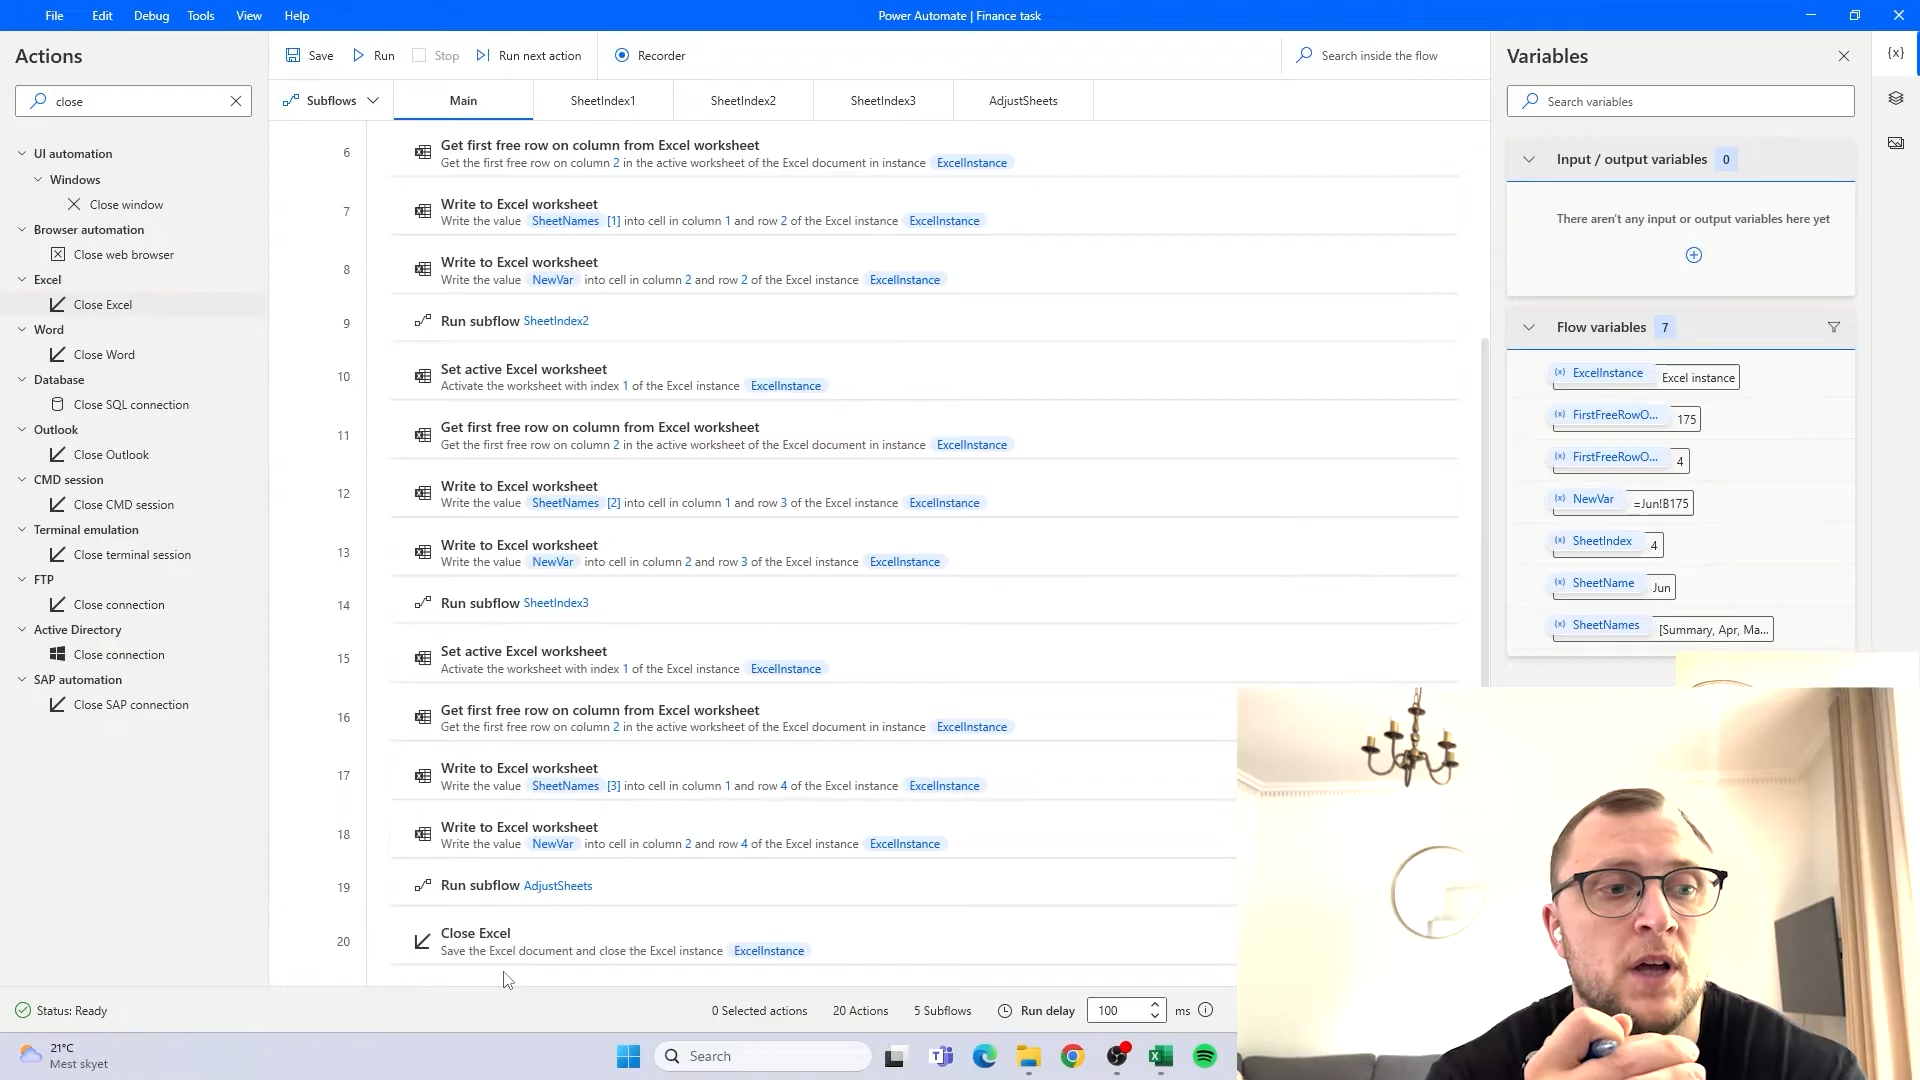 File Edit Debug Tools View Help
Power Automate | Finance task
Actions
close
UI automation
Windows
Close window
Browser automation
Close web browser
Excel
Close Excel
Word
Close Word
Database
Close SQL connection
Outlook
Close Outlook
CMD session
Close CMD session
Terminal emulation
Close terminal session
FTP
Close connection
Active Directory
Close connection
SAP automation
Close SAP connection
Save Run Stop Run next action Recorder
Search inside the flow
Subflows Main SheetIndex1 SheetIndex2 SheetIndex3 AdjustSheets
6 Get first free row on column from Excel worksheet
Get the first free row on column 2 in the active worksheet of the Excel document in instance ExcelInstance
7 Write to Excel worksheet
Write the value SheetNames [1] into cell in column 1 and row 2 of the Excel instance ExcelInstance
8 Write to Excel worksheet
Write the value NewVar into cell in column 2 and row 2 of the Excel instance ExcelInstance
9 Run subflow SheetIndex2
10 Set active Excel worksheet
Activate the worksheet with index 1 of the Excel instance ExcelInstance
11 Get first free row on column from Excel worksheet
Get the first free row on column 2 in the active worksheet of the Excel document in instance ExcelInstance
12 Write to Excel worksheet
Write the value SheetNames [2] into cell in column 1 and row 3 of the Excel instance ExcelInstance
13 Write to Excel worksheet
Write the value NewVar into cell in column 2 and row 3 of the Excel instance ExcelInstance
14 Run subflow SheetIndex3
15 Set active Excel worksheet
Activate the worksheet with index 1 of the Excel instance ExcelInstance
16 Get first free row on column from Excel worksheet
Get the first free row on column 2 in the active worksheet of the Excel document in instance ExcelInstance
17 Write to Excel worksheet
Write the value SheetNames [3] into cell in column 1 and row 4 of the Excel instance ExcelInstance
18 Write to Excel worksheet
Write the value NewVar into cell in column 2 and row 4 of the Excel instance ExcelInstance
19 Run subflow AdjustSheets
20 Close Excel
Save the Excel document and close the Excel instance ExcelInstance
Variables
{x}
Search variables
Input / output variables 0
There aren't any input or output variables here yet
Flow variables 7
(x) ExcelInstance Excel instance
(x) FirstFreeRowO... 175
(x) FirstFreeRowO... 4
(x) NewVar =Jun!B175
(x) SheetIndex 4
(x) SheetName Jun
(x) SheetNames [Summary, Apr, Ma...
Status: Ready
0 Selected actions 20 Actions 5 Subflows Run delay 100 ms
21°C
Mest skyet
Search